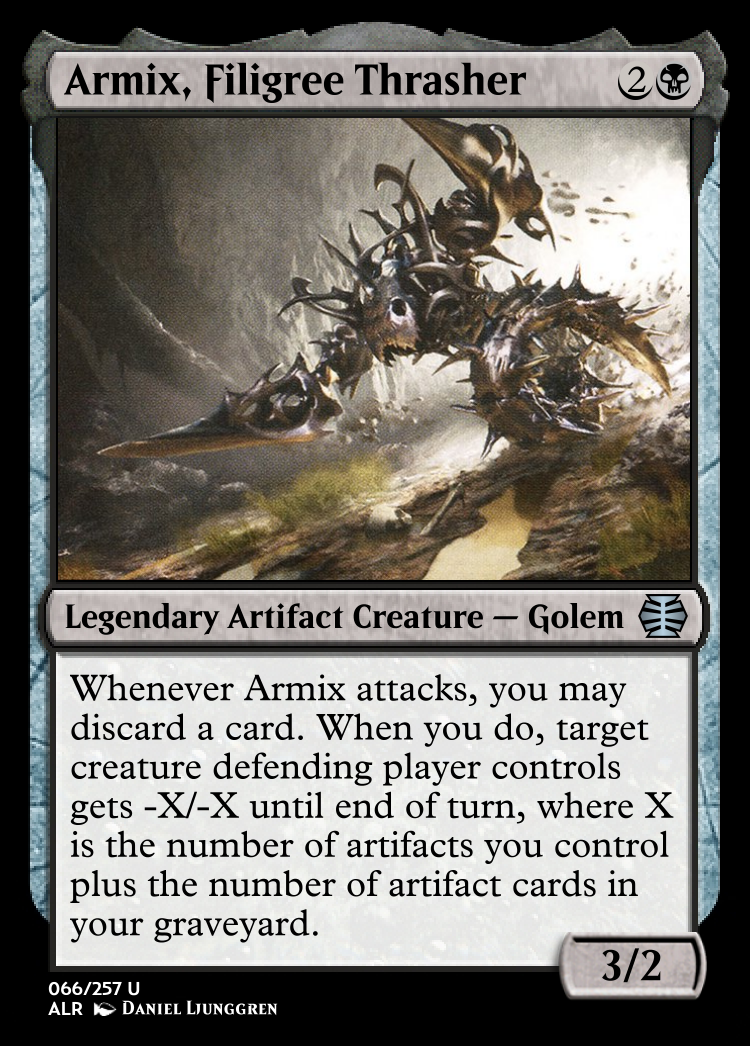 Armix, Filigree Thrasher 2
Legendary Artifact Creature — Golem
Whenever Armix attacks, you may
discard a card. When you do, target
creature defending player controls
gets -X/-X until end of turn, where X
is the number of artifacts you control
plus the number of artifact cards in
your graveyard.
3/2
066/257 U
ALR Daniel Ljunggren